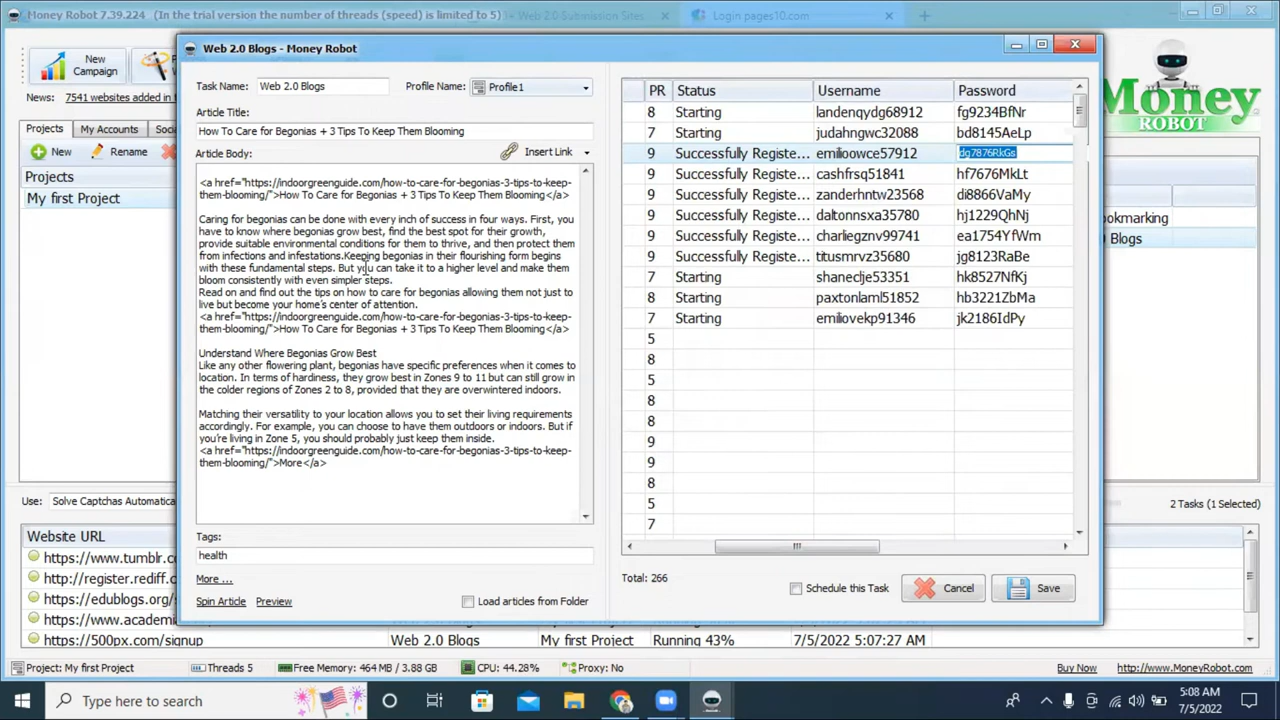 Money Robot 7.39.224 (In the trial version the number of threads (speed) is limited to 5)
Web 2.0 Submission Sites
Login pages10.com
New Campaign
News: 7541 websites added in
Projects My Accounts
New Rename
Projects
My first Project
Money
ROBOT
Web 2.0 Blogs - Money Robot
Task Name: Web 2.0 Blogs Profile Name: Profile1
Article Title:
How To Care for Begonias + 3 Tips To Keep Them Blooming
Article Body: Insert Link
<a href="https://indoorgreenguide.com/how-to-care-for-begonias-3-tips-to-keep-
them-blooming/">How To Care for Begonias + 3 Tips To Keep Them Blooming</a>
Caring for begonias can be done with every inch of success in four ways. First, you
have to know where begonias grow best, find the best spot for their growth,
provide suitable environmental conditions for them to thrive, and then protect them
from infections and infestations.Keeping begonias in their flourishing form begins
with these fundamental steps. But you can take it to a higher level and make them
bloom consistently with even simpler steps.
Read on and find out the tips on how to care for begonias allowing them not just to
live but become your home's center of attention.
<a href="https://indoorgreenguide.com/how-to-care-for-begonias-3-tips-to-keep-
them-blooming/">How To Care for Begonias + 3 Tips To Keep Them Blooming</a>
Understand Where Begonias Grow Best
Like any other flowering plant, begonias have specific preferences when it comes to
location. In terms of hardiness, they grow best in Zones 9 to 11 but can still grow in
the colder regions of Zones 2 to 8, provided that they are overwintered indoors.
Matching their versatility to your location allows you to set their living requirements
accordingly. For example, you can choose to have them outdoors or indoors. But if
you're living in Zone 5, you should probably just keep them inside.
<a href="https://indoorgreenguide.com/how-to-care-for-begonias-3-tips-to-keep-
them-blooming/">More</a>
Tags:
health
More ...
Spin Article Preview Load articles from Folder
PR Status Username Password
8 Starting landenqydg68912 fg9234BfNr
7 Starting judahngwc32088 bd8145AeLp
9 Successfully Registe... emilioowce57912 dg7876RkGs
9 Successfully Registe... cashfrsq51841 hf7676MkLt
9 Successfully Registe... zanderhntw23568 di8866VaMy
9 Successfully Registe... daltonnsxa35780 hj1229QhNj
9 Successfully Registe... charliegznv99741 ea1754YfWm
9 Successfully Registe... titusmrvz35680 jg8123RaBe
7 Starting shaneclje53351 hk8527NfKj
8 Starting paxtonlaml51852 hb3221ZbMa
7 Starting emiliovekp91346 jk2186IdPy
5
8
5
8
8
9
9
8
5
7
Total: 266 Schedule this Task Cancel Save
Use: Solve Captchas 2 Tasks (1 Selected)
Website URL
https://www.tumblr.
http://register.rediff.
https://edublogs.org/
https://www.academi
https://500px.com/signup Web 2.0 Blogs My first Project Running 43% 7/5/2022 5:07:27 AM
Project: My first Project Threads 5 Free Memory: 464 MB / 3.88 GB CPU: 44.28% Proxy: No Buy Now http://www.MoneyRobot.com
Type here to search
5:08 AM
7/5/2022